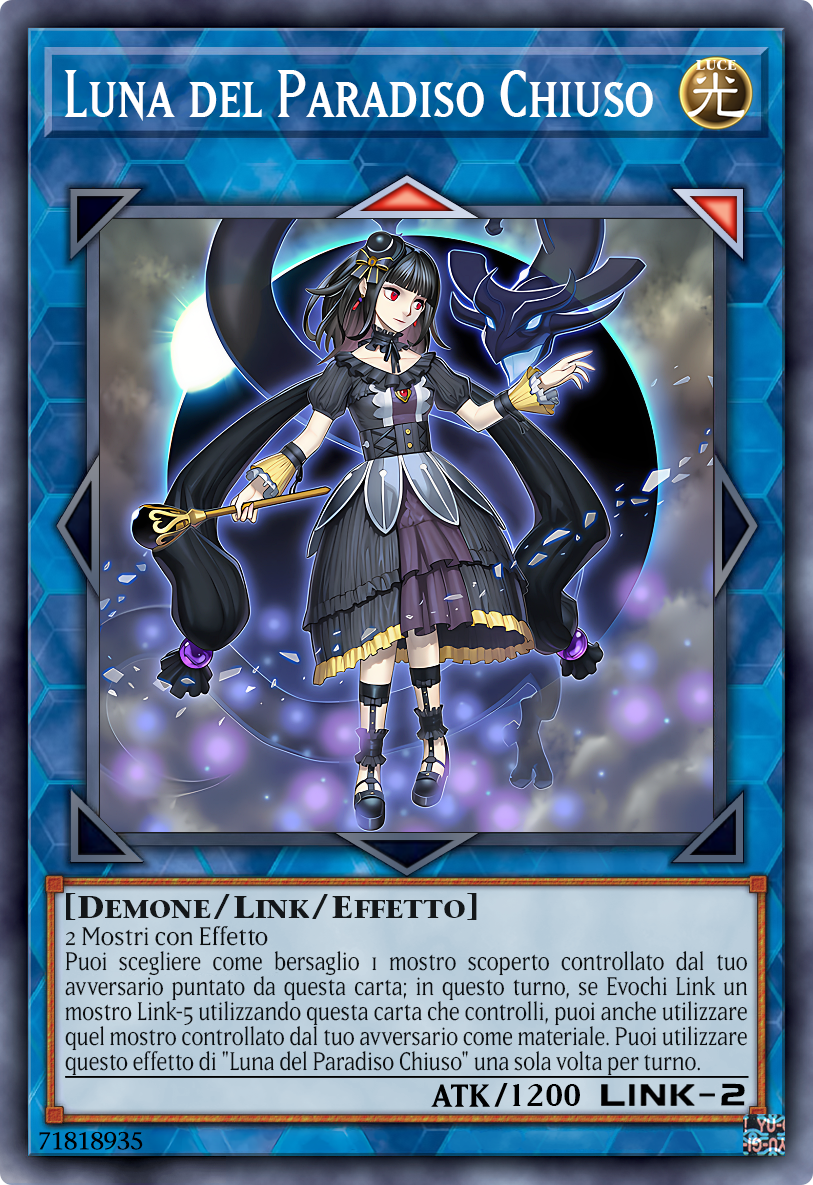 Luna del Paradiso Chiuso
LUCE
光
[Demone/Link/Effetto]
2 Mostri con Effetto
Puoi scegliere come bersaglio 1 mostro scoperto controllato dal tuo
avversario puntato da questa carta; in questo turno, se Evochi Link un
mostro Link-5 utilizzando questa carta che controlli, puoi anche utilizzare
quel mostro controllato dal tuo avversario come materiale. Puoi utilizzare
questo effetto di "Luna del Paradiso Chiuso" una sola volta per turno.
ATK/1200 LINK-2
71818935